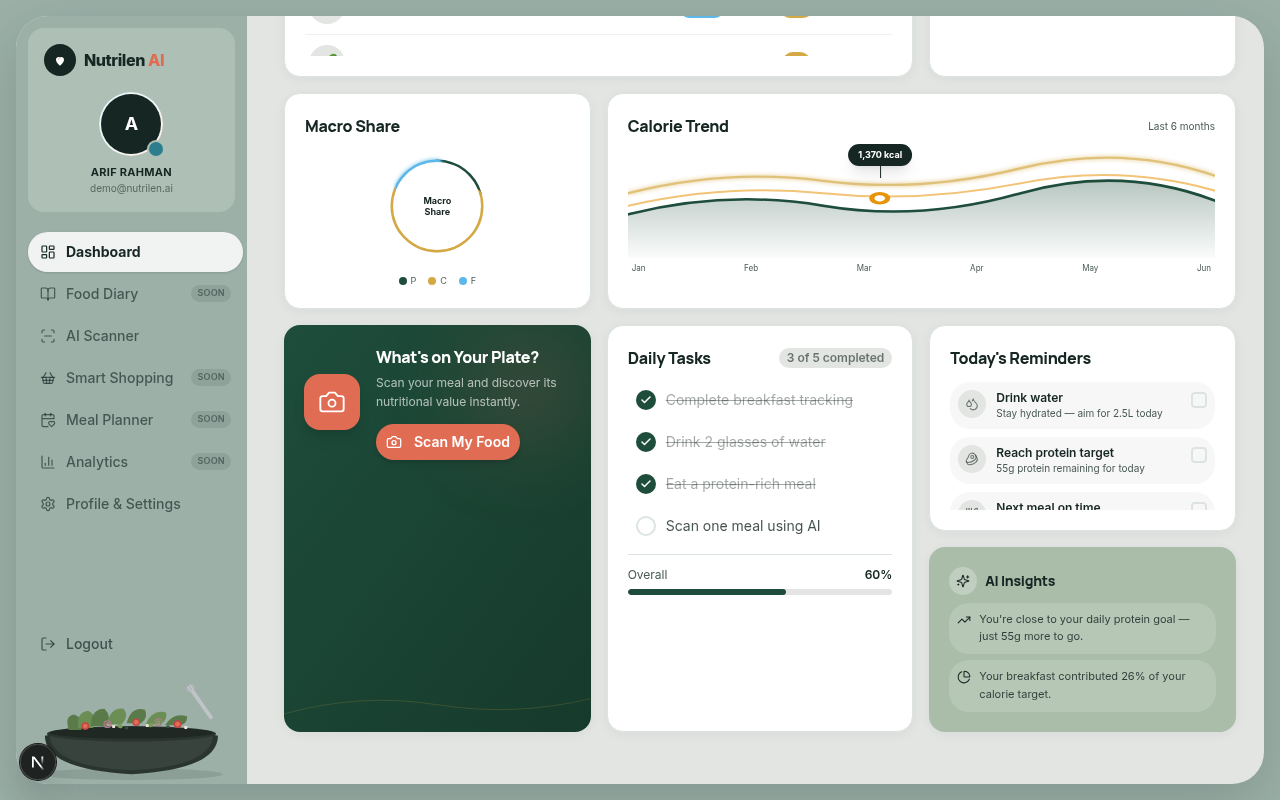 Nutrilen AI
A
ARIF RAHMAN
demo@nutrilen.ai
Dashboard
Food Diary SOON
AI Scanner
Smart Shopping SOON
Meal Planner SOON
Analytics SOON
Profile & Settings
Logout
N
Macro Share
Macro
Share
P C F
Calorie Trend Last 6 months
1,370 kcal
Jan Feb Mar Apr May Jun
What's on Your Plate?
Scan your meal and discover its
nutritional value instantly.
Scan My Food
Daily Tasks 3 of 5 completed
Complete breakfast tracking
Drink 2 glasses of water
Eat a protein-rich meal
Scan one meal using AI
Overall 60%
Today's Reminders
Drink water
Stay hydrated — aim for 2.5L today
Reach protein target
55g protein remaining for today
Next meal on time
AI Insights
You're close to your daily protein goal —
just 55g more to go.
Your breakfast contributed 26% of your
calorie target.